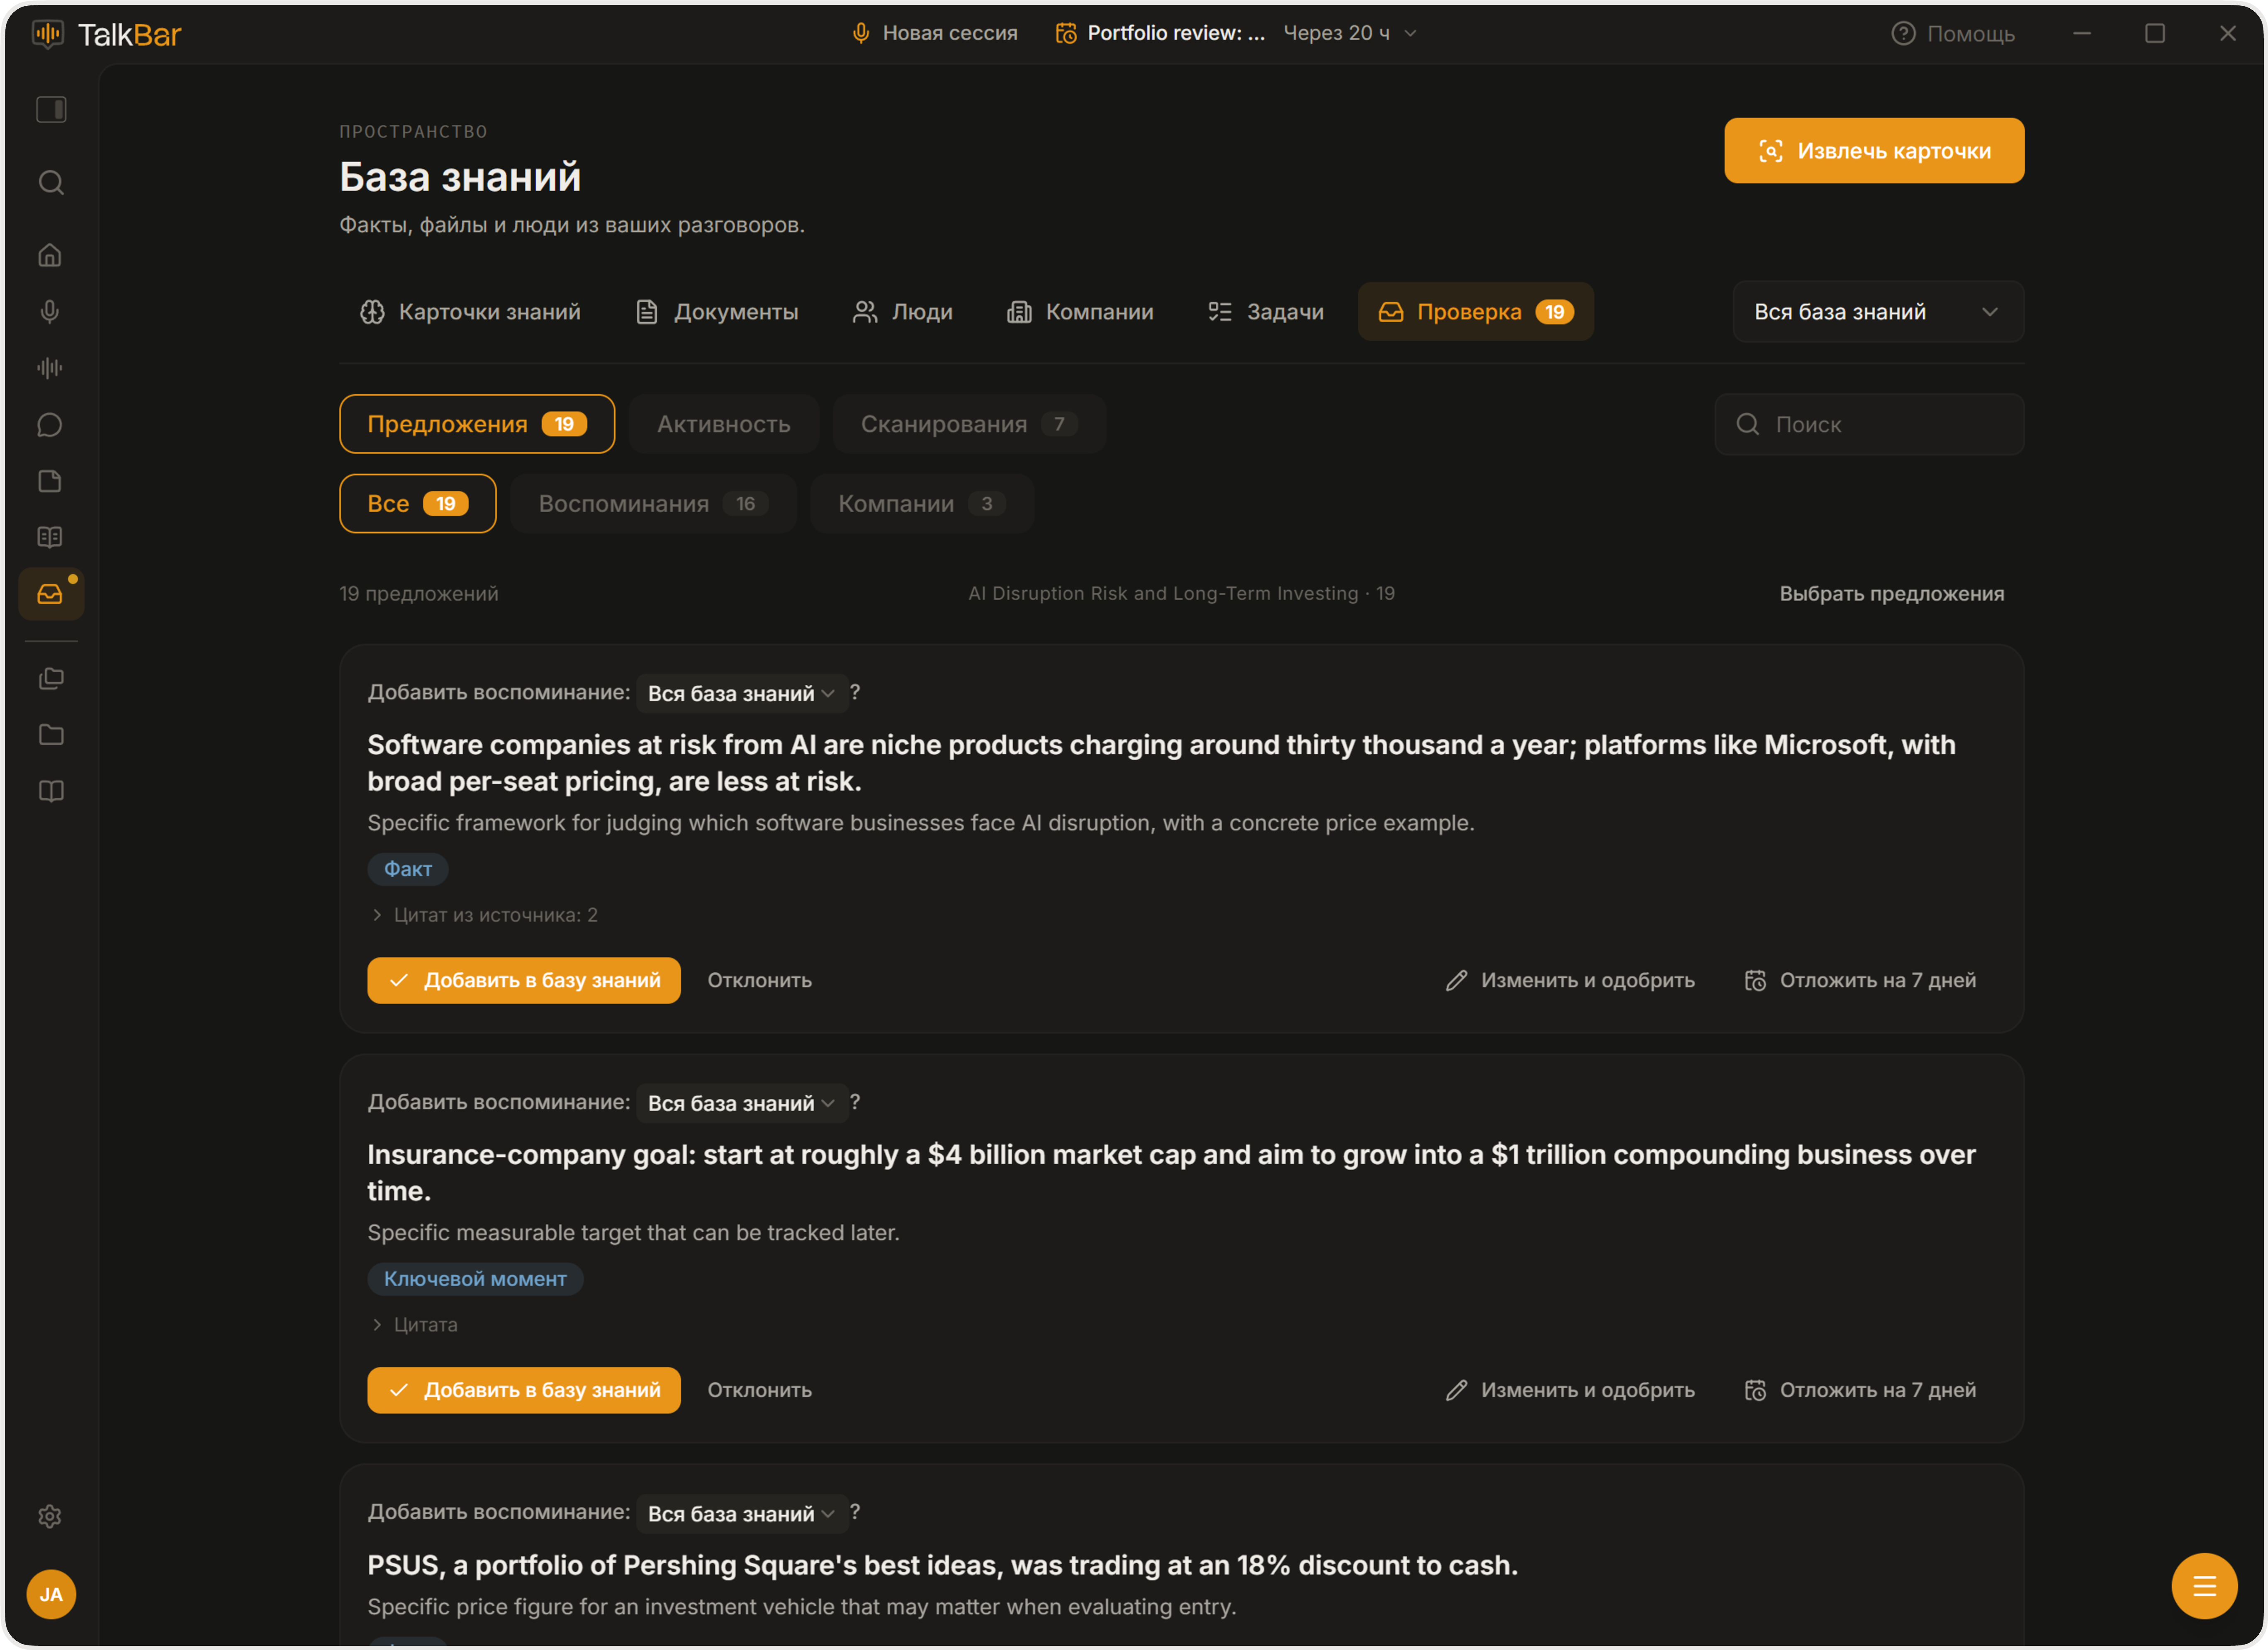 TalkBar
Новая сессия
Portfolio review: ... Через 20 ч
Помощь
ПРОСТРАНСТВО
База знаний
Факты, файлы и люди из ваших разговоров.
Извлечь карточки
Карточки знаний
Документы
Люди
Компании
Задачи
Проверка 19
Вся база знаний
Предложения 19
Активность
Сканирования 7
Поиск
Все 19
Воспоминания 16
Компании 3
19 предложений
AI Disruption Risk and Long-Term Investing · 19
Выбрать предложения
Добавить воспоминание: Вся база знаний ?
Software companies at risk from AI are niche products charging around thirty thousand a year; platforms like Microsoft, with
broad per-seat pricing, are less at risk.
Specific framework for judging which software businesses face AI disruption, with a concrete price example.
Факт
Цитат из источника: 2
Добавить в базу знаний
Отклонить
Изменить и одобрить
Отложить на 7 дней
Добавить воспоминание: Вся база знаний ?
Insurance-company goal: start at roughly a $4 billion market cap and aim to grow into a $1 trillion compounding business over
time.
Specific measurable target that can be tracked later.
Ключевой момент
Цитата
Добавить в базу знаний
Отклонить
Изменить и одобрить
Отложить на 7 дней
Добавить воспоминание: Вся база знаний ?
PSUS, a portfolio of Pershing Square's best ideas, was trading at an 18% discount to cash.
Specific price figure for an investment vehicle that may matter when evaluating entry.
JA